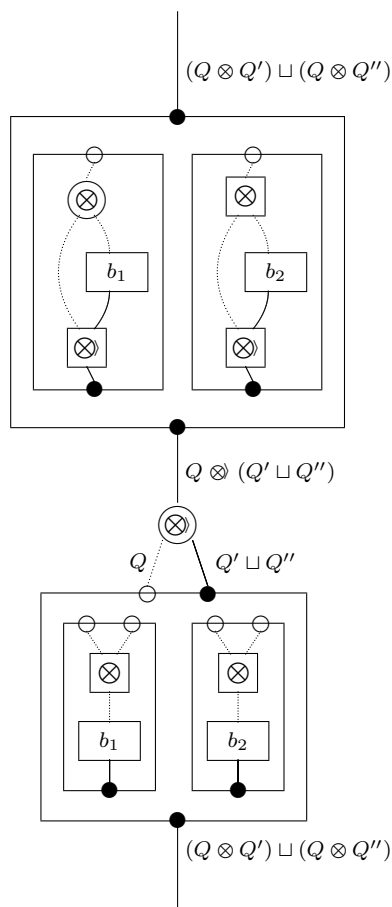 (Q ⊗ Q′) ⊔ (Q ⊗ Q″)
⊗ ⊗
b₁ b₂
⊗⟫ ⊗⟫
Q ⊗⟫ (Q′ ⊔ Q″)
⊗⟫
Q Q′ ⊔ Q″
⊗ ⊗
b₁ b₂
(Q ⊗ Q′) ⊔ (Q ⊗ Q″)